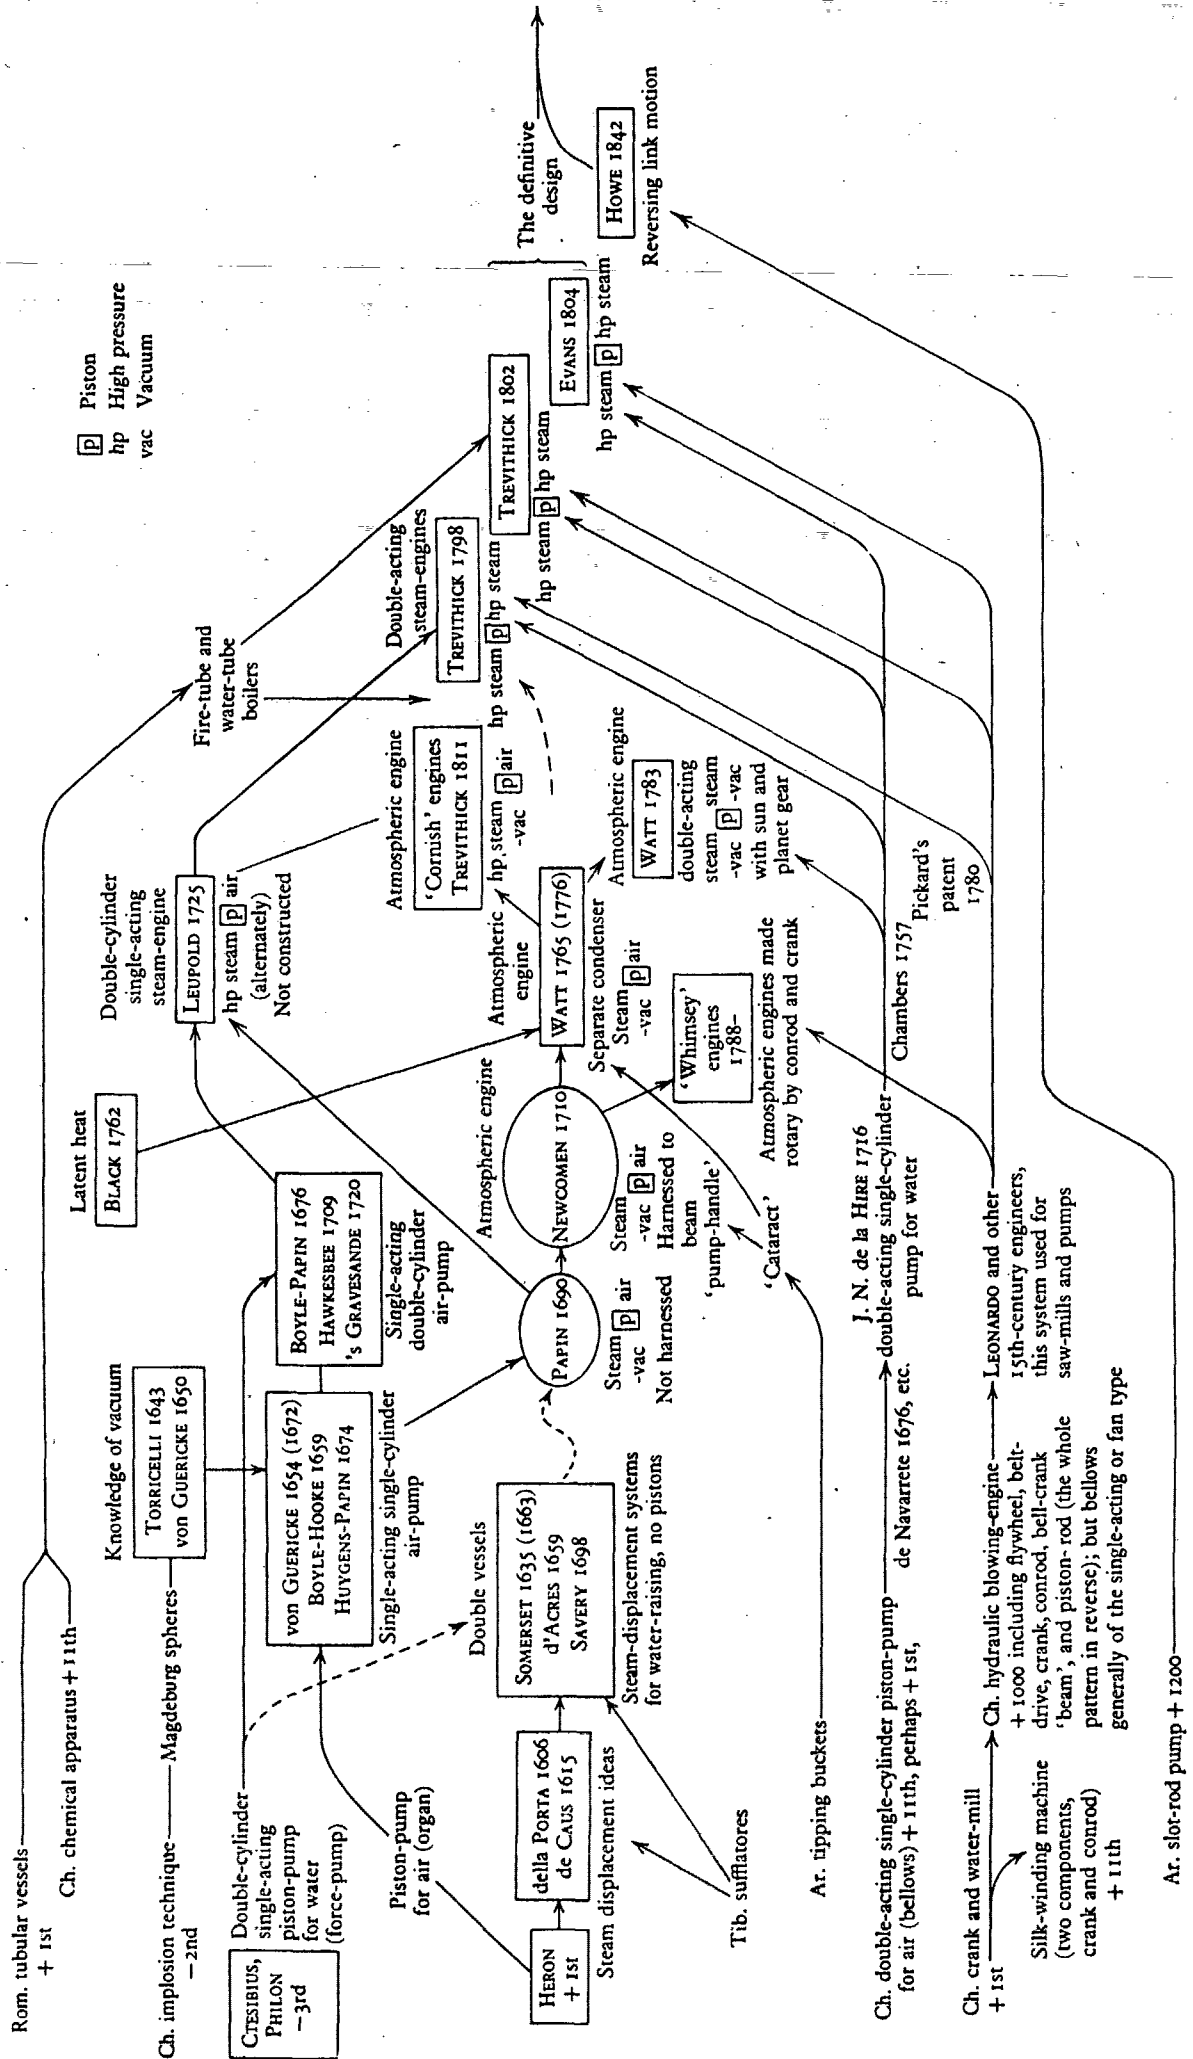 Rom. tubular vessels
+ 1st
Ch. chemical apparatus + 11th
Fire-tube and
water-tube
boilers
p Piston
hp High pressure
vac Vacuum
Ch. implosion technique
− 2nd
Magdeburg spheres
Knowledge of vacuum
TORRICELLI 1643
von GUERICKE 1650
Latent heat
BLACK 1762
CTESIBIUS,
PHILON
− 3rd
Double-cylinder
single-acting
piston-pump
for water
(force-pump)
von GUERICKE 1654 (1672)
BOYLE-HOOKE 1659
HUYGENS-PAPIN 1674
Single-acting single-cylinder
air-pump
BOYLE-PAPIN 1676
HAWKESBEE 1709
's GRAVESANDE 1720
Single-acting
double-cylinder
air-pump
Double-cylinder
single-acting
steam-engine
LEUPOLD 1725
hp steam p air
(alternately)
Not constructed
Piston-pump
for air (organ)
Atmospheric engine
'Cornish' engines
TREVITHICK 1811
hp steam p air
-vac
Double-acting
steam-engines
TREVITHICK 1798
hp steam p hp steam
TREVITHICK 1802
hp steam p hp steam
EVANS 1804
hp steam p hp steam
The definitive
design
HOWE 1842
Reversing link motion
HERON
+ 1st
della PORTA 1606
de CAUS 1615
Steam displacement ideas
Double vessels
SOMERSET 1635 (1663)
d'ACRES 1659
SAVERY 1698
Steam-displacement systems
for water-raising, no pistons
PAPIN 1690
Steam p air
-vac
Not harnessed
Atmospheric engine
NEWCOMEN 1710
Steam p air
-vac
Harnessed to
beam
'pump-handle'
Atmospheric
engine
WATT 1765 (1776)
Separate condenser
Steam p air
-vac
Atmospheric engine
WATT 1783
double-acting
steam p steam
-vac -vac
with sun and
planet gear
'Whimsey'
engines
1788–
Atmospheric engines made
rotary by conrod and crank
Tib. sufflatores
Ar. tipping buckets
'Cataract'
Ch. double-acting single-cylinder piston-pump
for air (bellows) + 11th, perhaps + 1st,
de Navarrete 1676, etc.
J. N. de la HIRE 1716
double-acting single-cylinder
pump for water
Chambers 1757
Pickard's
patent
1780
Ch. crank and water-mill
+ 1st
Silk-winding machine
(two components,
crank and conrod)
+ 11th
Ch. hydraulic blowing-engine
+ 1000 including flywheel, belt-
drive, crank, conrod, bell-crank
'beam', and piston-rod (the whole
pattern in reverse); but bellows
generally of the single-acting or fan type
LEONARDO and other
15th-century engineers,
this system used for
saw-mills and pumps
Ar. slot-rod pump + 1200